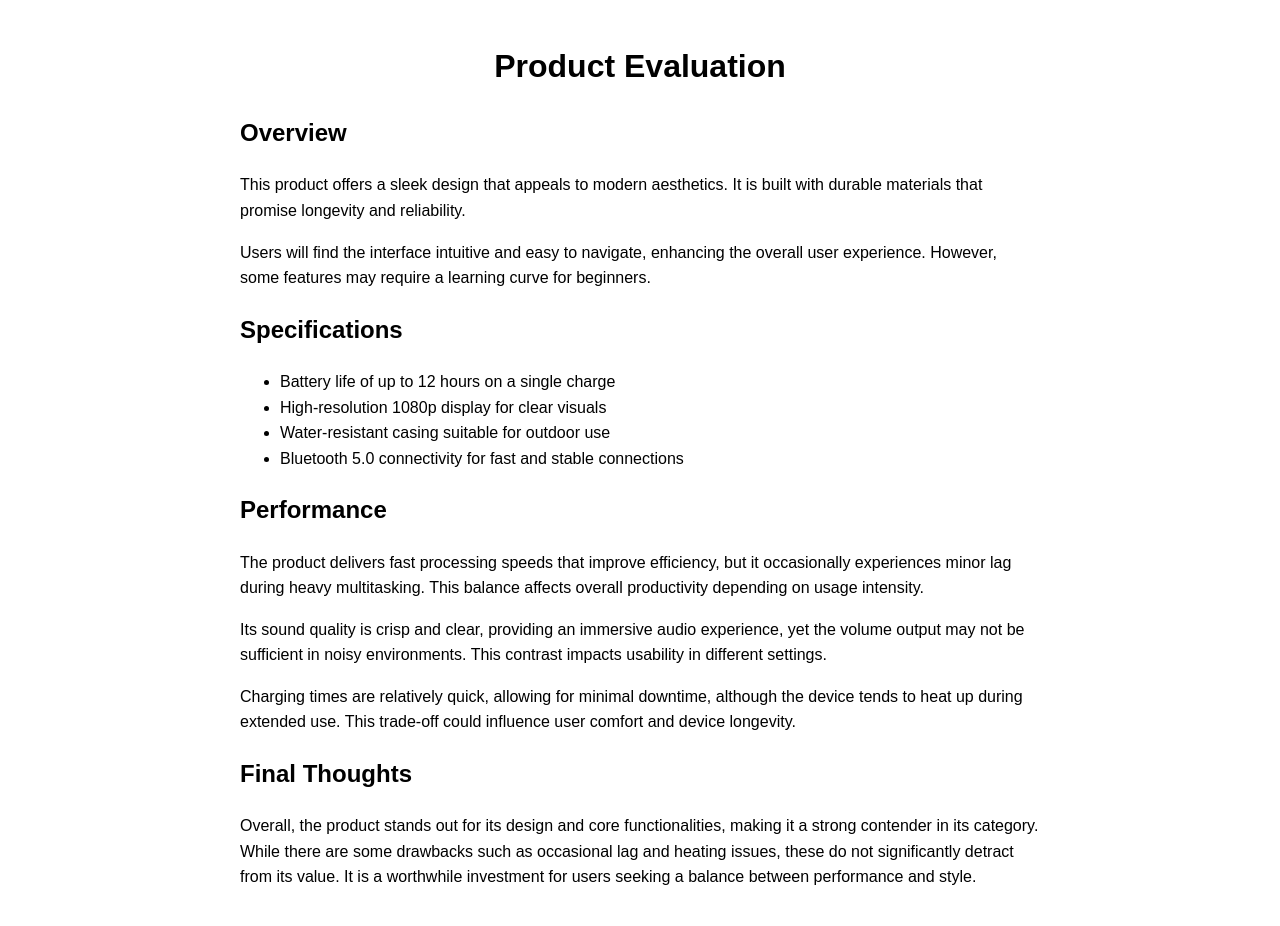 Product Evaluation
Overview
This product offers a sleek design that appeals to modern aesthetics. It is built with durable materials that
promise longevity and reliability.
Users will find the interface intuitive and easy to navigate, enhancing the overall user experience. However,
some features may require a learning curve for beginners.
Specifications
• Battery life of up to 12 hours on a single charge
• High-resolution 1080p display for clear visuals
• Water-resistant casing suitable for outdoor use
• Bluetooth 5.0 connectivity for fast and stable connections
Performance
The product delivers fast processing speeds that improve efficiency, but it occasionally experiences minor lag
during heavy multitasking. This balance affects overall productivity depending on usage intensity.
Its sound quality is crisp and clear, providing an immersive audio experience, yet the volume output may not be
sufficient in noisy environments. This contrast impacts usability in different settings.
Charging times are relatively quick, allowing for minimal downtime, although the device tends to heat up during
extended use. This trade-off could influence user comfort and device longevity.
Final Thoughts
Overall, the product stands out for its design and core functionalities, making it a strong contender in its category.
While there are some drawbacks such as occasional lag and heating issues, these do not significantly detract
from its value. It is a worthwhile investment for users seeking a balance between performance and style.